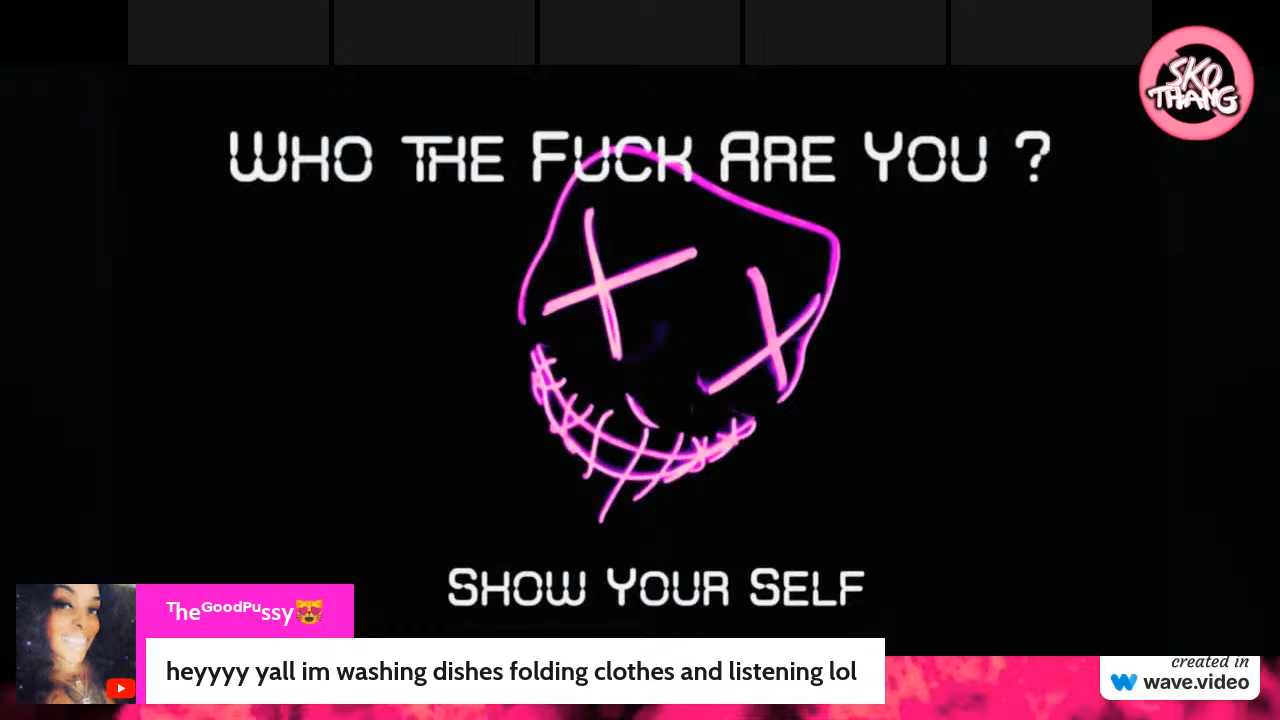 SKO
THANG
WHO THE FUCK ARE YOU ?
SHOW YOUR SELF
ᵀheᴳᵒᵒᵈᴾᵘssy😻
heyyyy yall im washing dishes folding clothes and listening lol
created in
wave.video